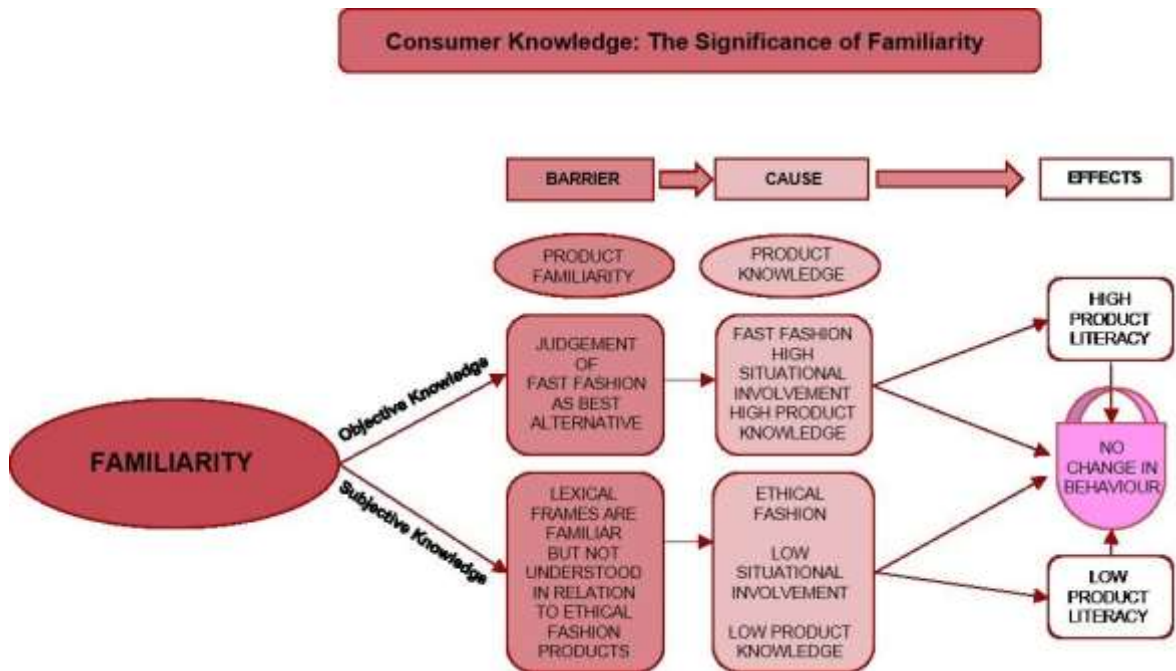 Consumer Knowledge: The Significance of Familiarity
BARRIER
CAUSE
EFFECTS
PRODUCT
FAMILIARITY
PRODUCT
KNOWLEDGE
FAMILIARITY
Objective Knowledge
Subjective Knowledge
JUDGEMENT
OF
FAST FASHION
AS BEST
ALTERNATIVE
FAST FASHION
HIGH
SITUATIONAL
INVOLVEMENT
HIGH PRODUCT
KNOWLEDGE
HIGH
PRODUCT
LITERACY
NO
CHANGE IN
BEHAVIOUR
LEXICAL
FRAMES ARE
FAMILIAR
BUT NOT
UNDERSTOOD
IN RELATION
TO ETHICAL
FASHION
PRODUCTS
ETHICAL
FASHION
LOW
SITUATIONAL
INVOLVEMENT
LOW PRODUCT
KNOWLEDGE
LOW
PRODUCT
LITERACY